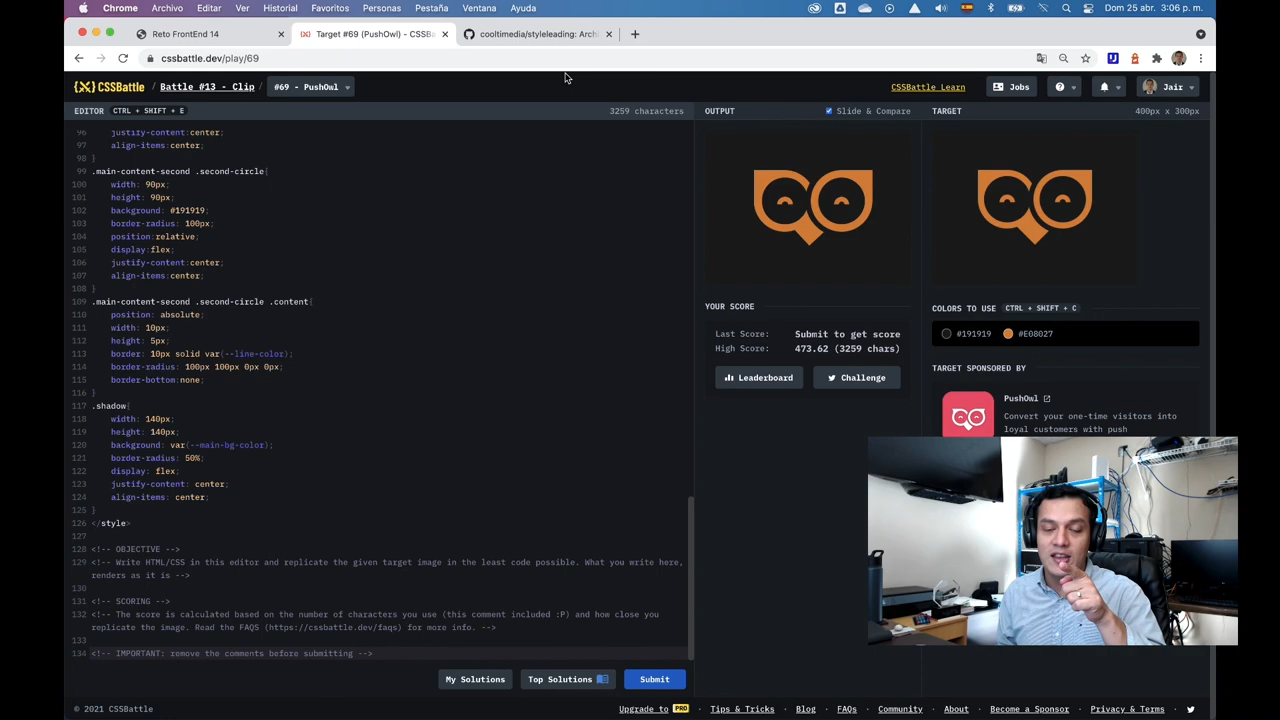 Chrome Archivo Editar Ver Historial Favoritos Personas Pestaña Ventana Ayuda
Dom 25 abr. 3:06 p. m.
Reto FrontEnd 14
Target #69 (PushOwl) - CSSBa
cooltimedia/styleleading: Archi
cssbattle.dev/play/69
CSSBATTLE Battle #13 - Clip / #69 - PushOwl
CSSBattle Learn Jobs Jair
EDITOR CTRL + SHIFT + E 3259 characters
OUTPUT Slide & Compare
TARGET 400px x 300px
96 justify-content:center;
97 align-items:center;
98 }
99 .main-content-second .second-circle{
100 width: 90px;
101 height: 90px;
102 background: #191919;
103 border-radius: 100px;
104 position:relative;
105 display:flex;
106 justify-content:center;
107 align-items:center;
108 }
109 .main-content-second .second-circle .content{
110 position: absolute;
111 width: 10px;
112 height: 5px;
113 border: 10px solid var(--line-color);
114 border-radius: 100px 100px 0px 0px;
115 border-bottom:none;
116 }
117 .shadow{
118 width: 140px;
119 height: 140px;
120 background: var(--main-bg-color);
121 border-radius: 50%;
122 display: flex;
123 justify-content: center;
124 align-items: center;
125 }
126 </style>
127
128 <!-- OBJECTIVE -->
129 <!-- Write HTML/CSS in this editor and replicate the given target image in the least code possible. What you write here,
renders as it is -->
130
131 <!-- SCORING -->
132 <!-- The score is calculated based on the number of characters you use (this comment included :P) and how close you
replicate the image. Read the FAQS (https://cssbattle.dev/faqs) for more info. -->
133
134 <!-- IMPORTANT: remove the comments before submitting -->
YOUR SCORE
Last Score: Submit to get score
High Score: 473.62 (3259 chars)
Leaderboard Challenge
COLORS TO USE CTRL + SHIFT + C
#191919 #E08027
TARGET SPONSORED BY
PushOwl
Convert your one-time visitors into
loyal customers with push
My Solutions Top Solutions Submit
© 2021 CSSBattle
Upgrade to PRO Tips & Tricks Blog FAQs Community About Become a Sponsor Privacy & Terms